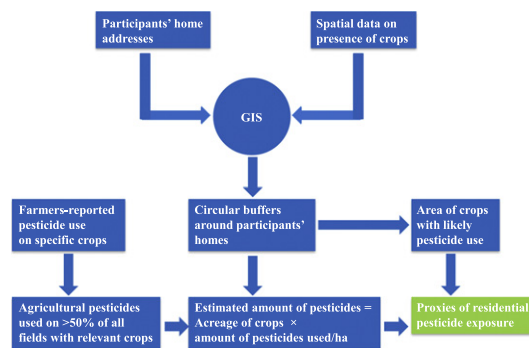 Participants' home
addresses
Spatial data on
presence of crops
GIS
Farmers-reported
pesticide use
on specific crops
Circular buffers
around participants'
homes
Area of crops
with likely
pesticide use
Agricultural pesticides
used on >50% of all
fields with relevant crops
Estimated amount of pesticides =
Acreage of crops ×
amount of pesticides used/ha
Proxies of residential
pesticide exposure